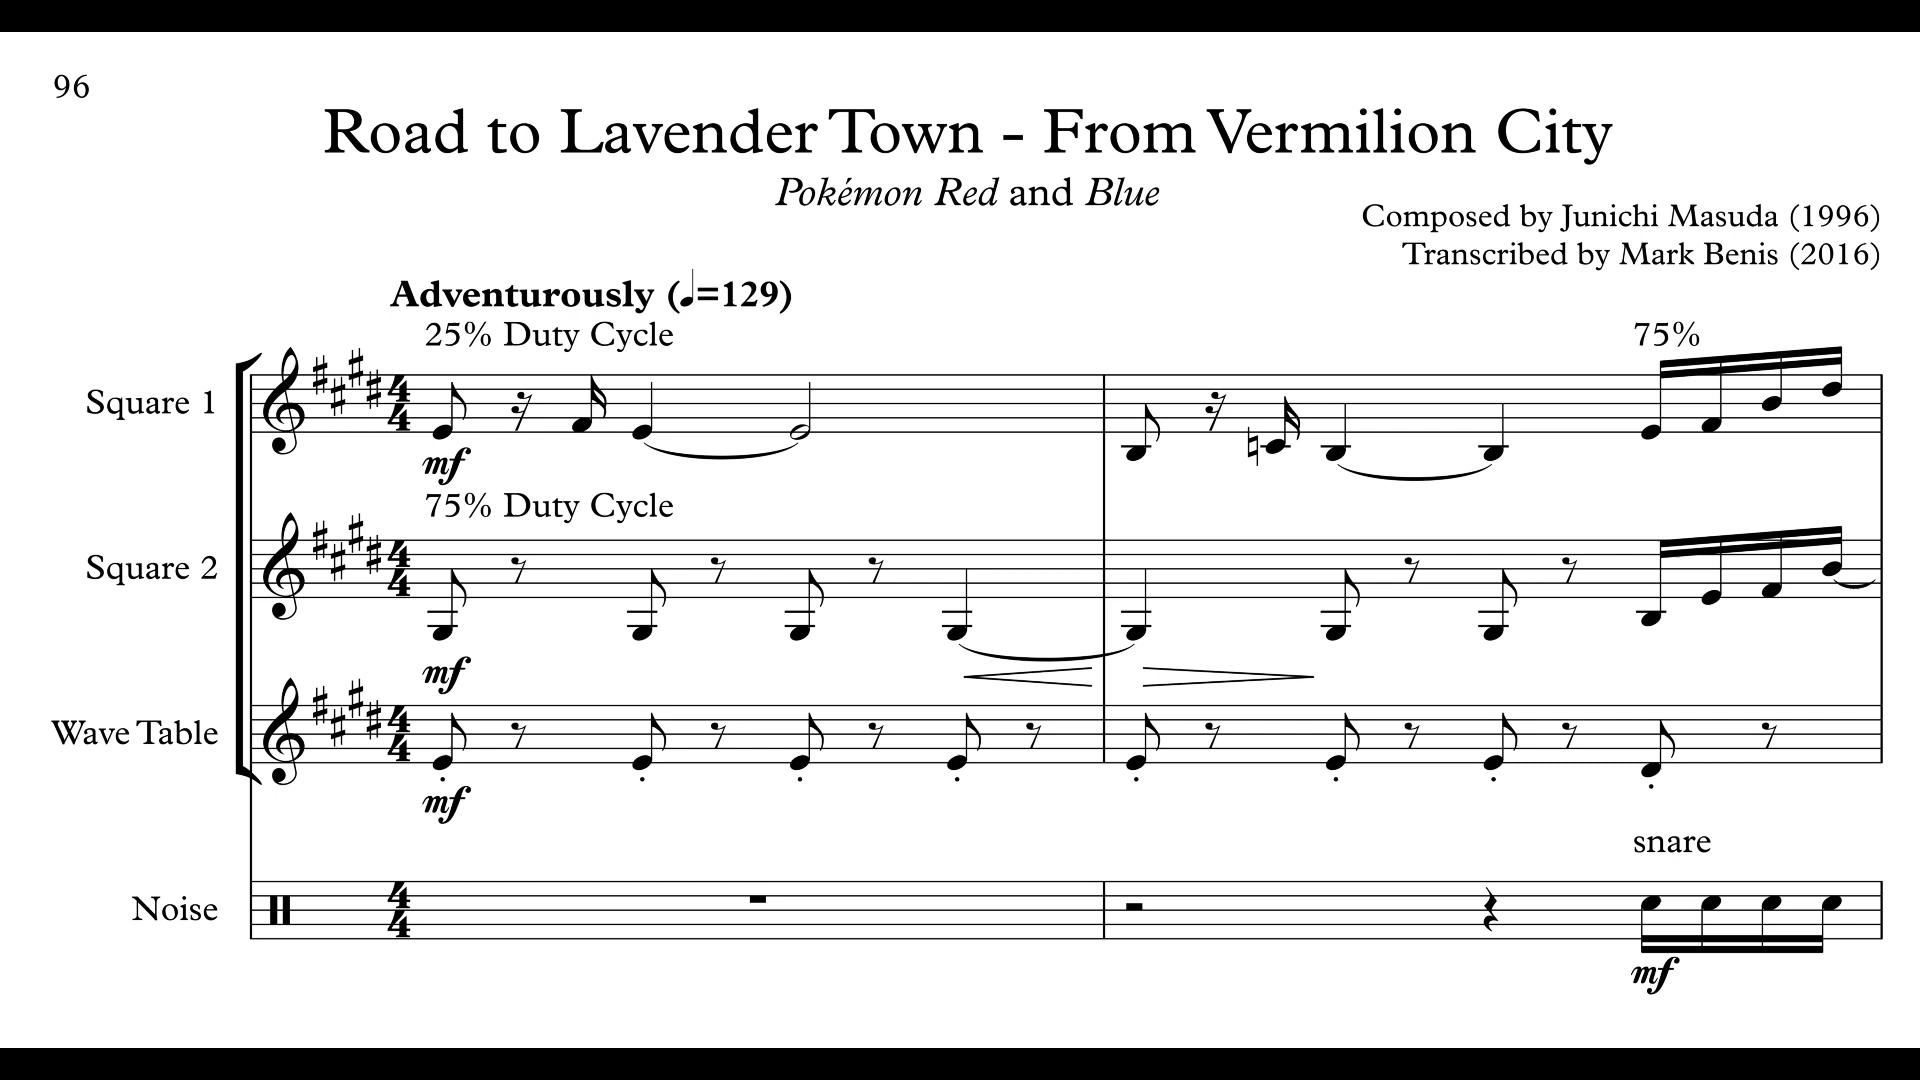 96
Road to Lavender Town - From Vermilion City
Pokémon Red and Blue
Composed by Junichi Masuda (1996)
Transcribed by Mark Benis (2016)
Adventurously (♩=129)
25% Duty Cycle
75%
Square 1
mf
75% Duty Cycle
Square 2
mf
Wave Table
mf
snare
Noise
mf